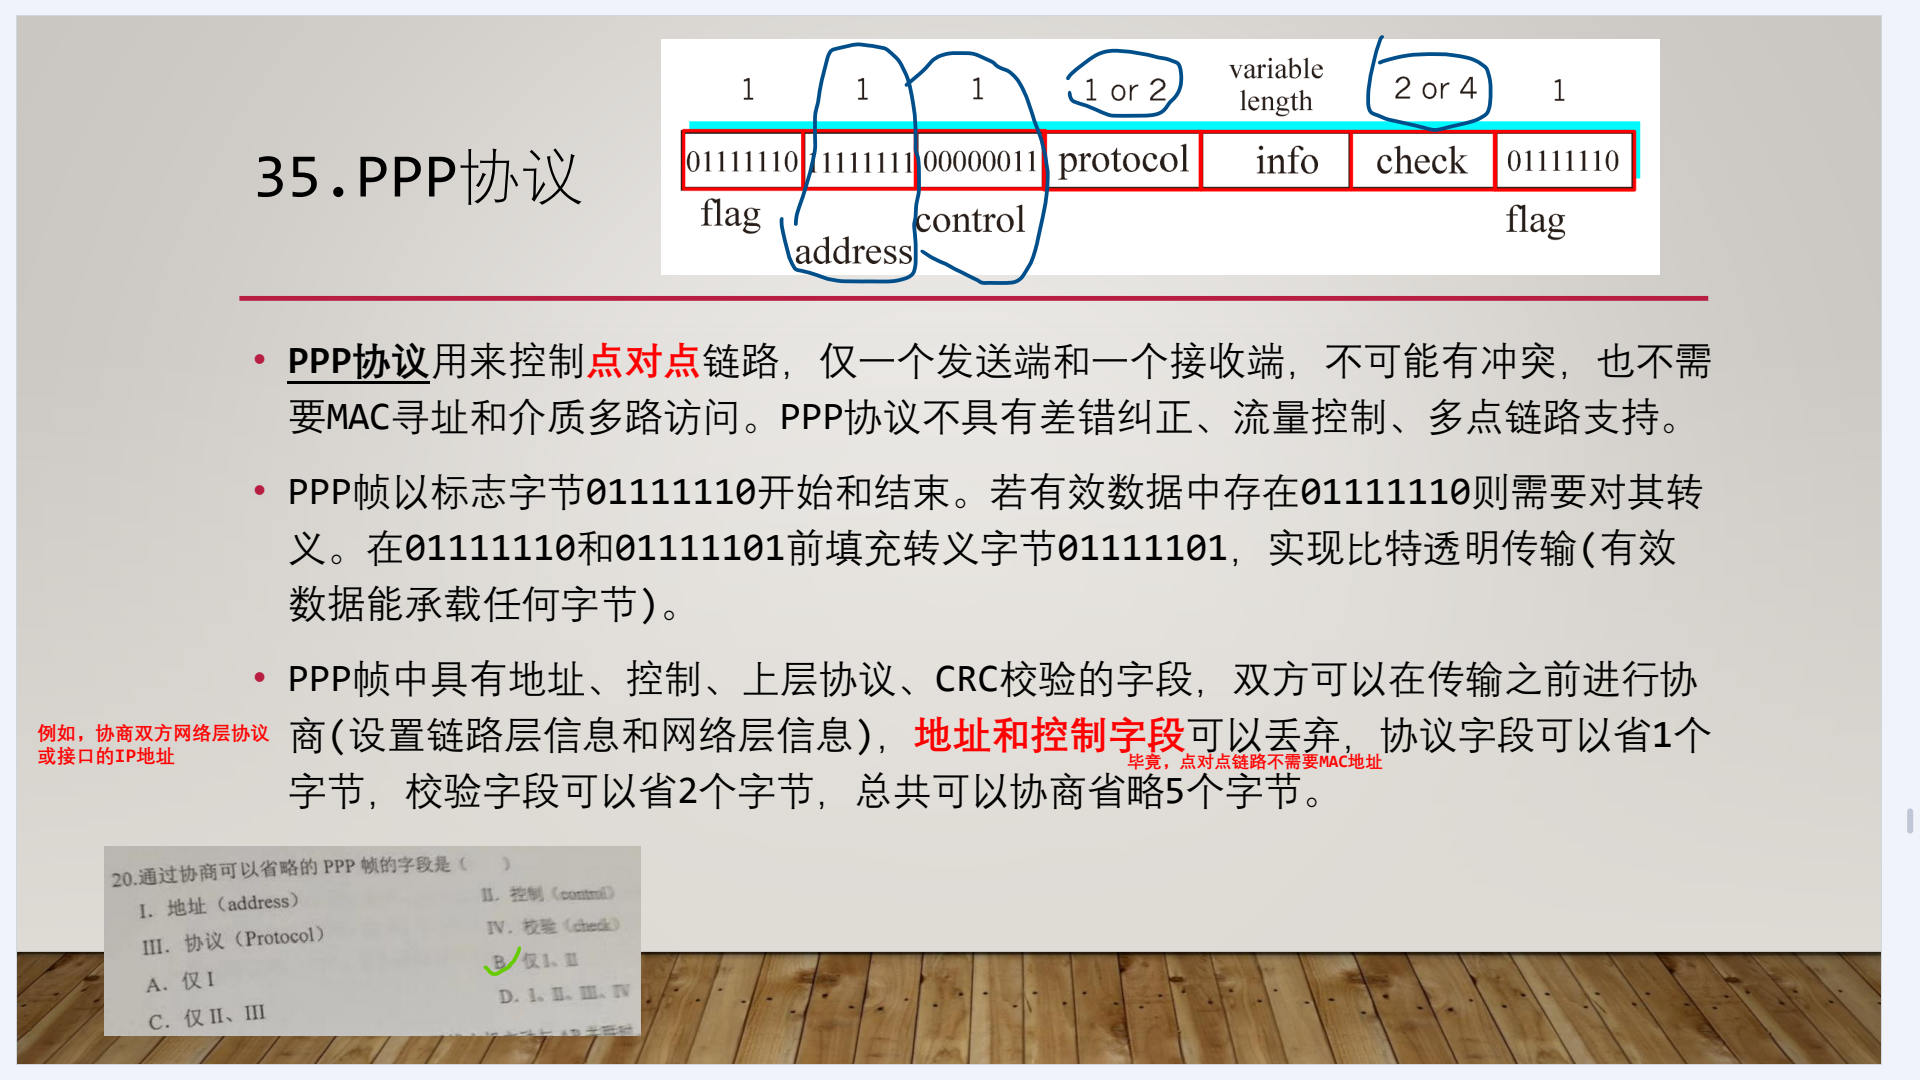 35.PPP协议
1 1 1 1 or 2 variable length 2 or 4 1
01111110 11111111 00000011 protocol info check 01111110
flag address control flag
PPP协议用来控制点对点链路，仅一个发送端和一个接收端，不可能有冲突，也不需
要MAC寻址和介质多路访问。PPP协议不具有差错纠正、流量控制、多点链路支持。
PPP帧以标志字节01111110开始和结束。若有效数据中存在01111110则需要对其转
义。在01111110和01111101前填充转义字节01111101，实现比特透明传输(有效
数据能承载任何字节)。
PPP帧中具有地址、控制、上层协议、CRC校验的字段，双方可以在传输之前进行协
商(设置链路层信息和网络层信息)，地址和控制字段可以丢弃，协议字段可以省1个
字节，校验字段可以省2个字节，总共可以协商省略5个字节。
例如，协商双方网络层协议
或接口的IP地址
毕竟，点对点链路不需要MAC地址
20.通过协商可以省略的 PPP 帧的字段是（ ）
I. 地址（address） II. 控制（control）
III. 协议（Protocol） IV. 校验（check）
A. 仅 I B. 仅 I、II
C. 仅 II、III D. I、II、III、IV